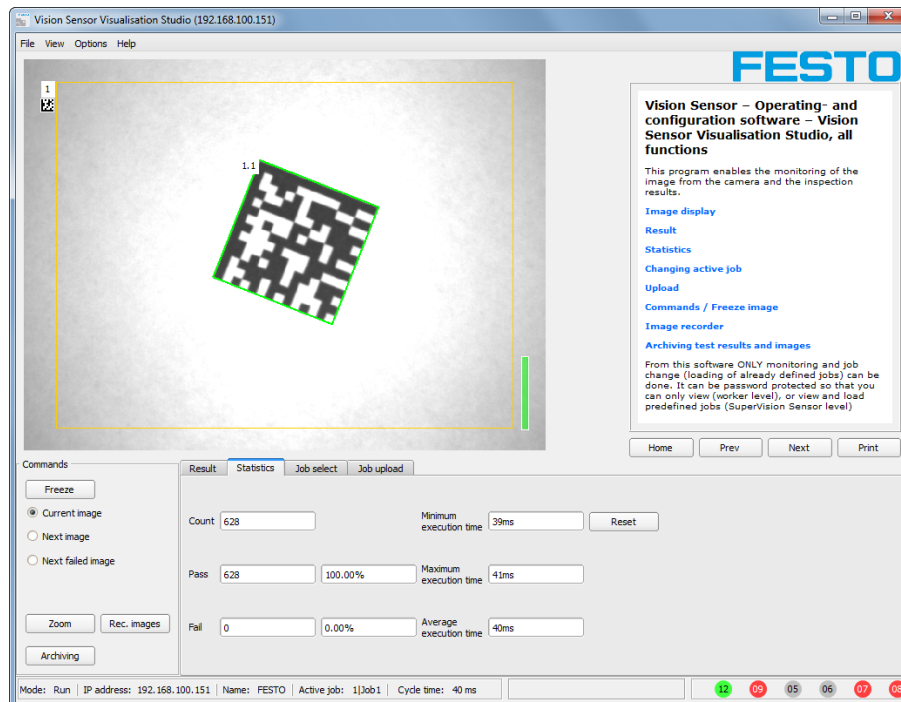 Vision Sensor Visualisation Studio (192.168.100.151)
File View Options Help
FESTO
1
1.1
Vision Sensor – Operating- and
configuration software – Vision
Sensor Visualisation Studio, all
functions
This program enables the monitoring of the
image from the camera and the inspection
results.
Image display
Result
Statistics
Changing active job
Upload
Commands / Freeze image
Image recorder
Archiving test results and images
From this software ONLY monitoring and job
change (loading of already defined jobs) can be
done. It can be password protected so that you
can only view (worker level), or view and load
predefined jobs (SuperVision Sensor level)
Home Prev Next Print
Commands
Freeze
Current image
Next image
Next failed image
Zoom Rec. images
Archiving
Result Statistics Job select Job upload
Count 628 Minimum execution time 39ms Reset
Pass 628 100.00% Maximum execution time 41ms
Fail 0 0.00% Average execution time 40ms
Mode: Run IP address: 192.168.100.151 Name: FESTO Active job: 1|Job1 Cycle time: 40 ms 12 09 05 06 07 08